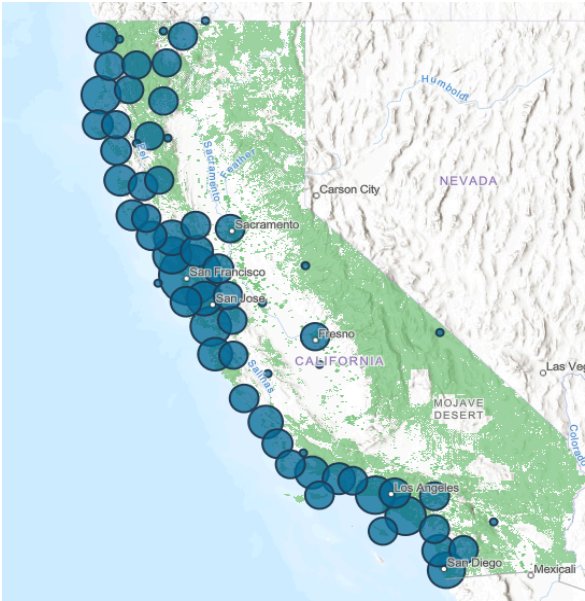 Humboldt
NEVADA
Carson City
Sacramento
Feather
Sacramento
San Francisco
San Jose
Fresno
CALIFORNIA
Las Veg
Salinas
MOJAVE
DESERT
Colorado
Los Angeles
San Diego
Mexicali